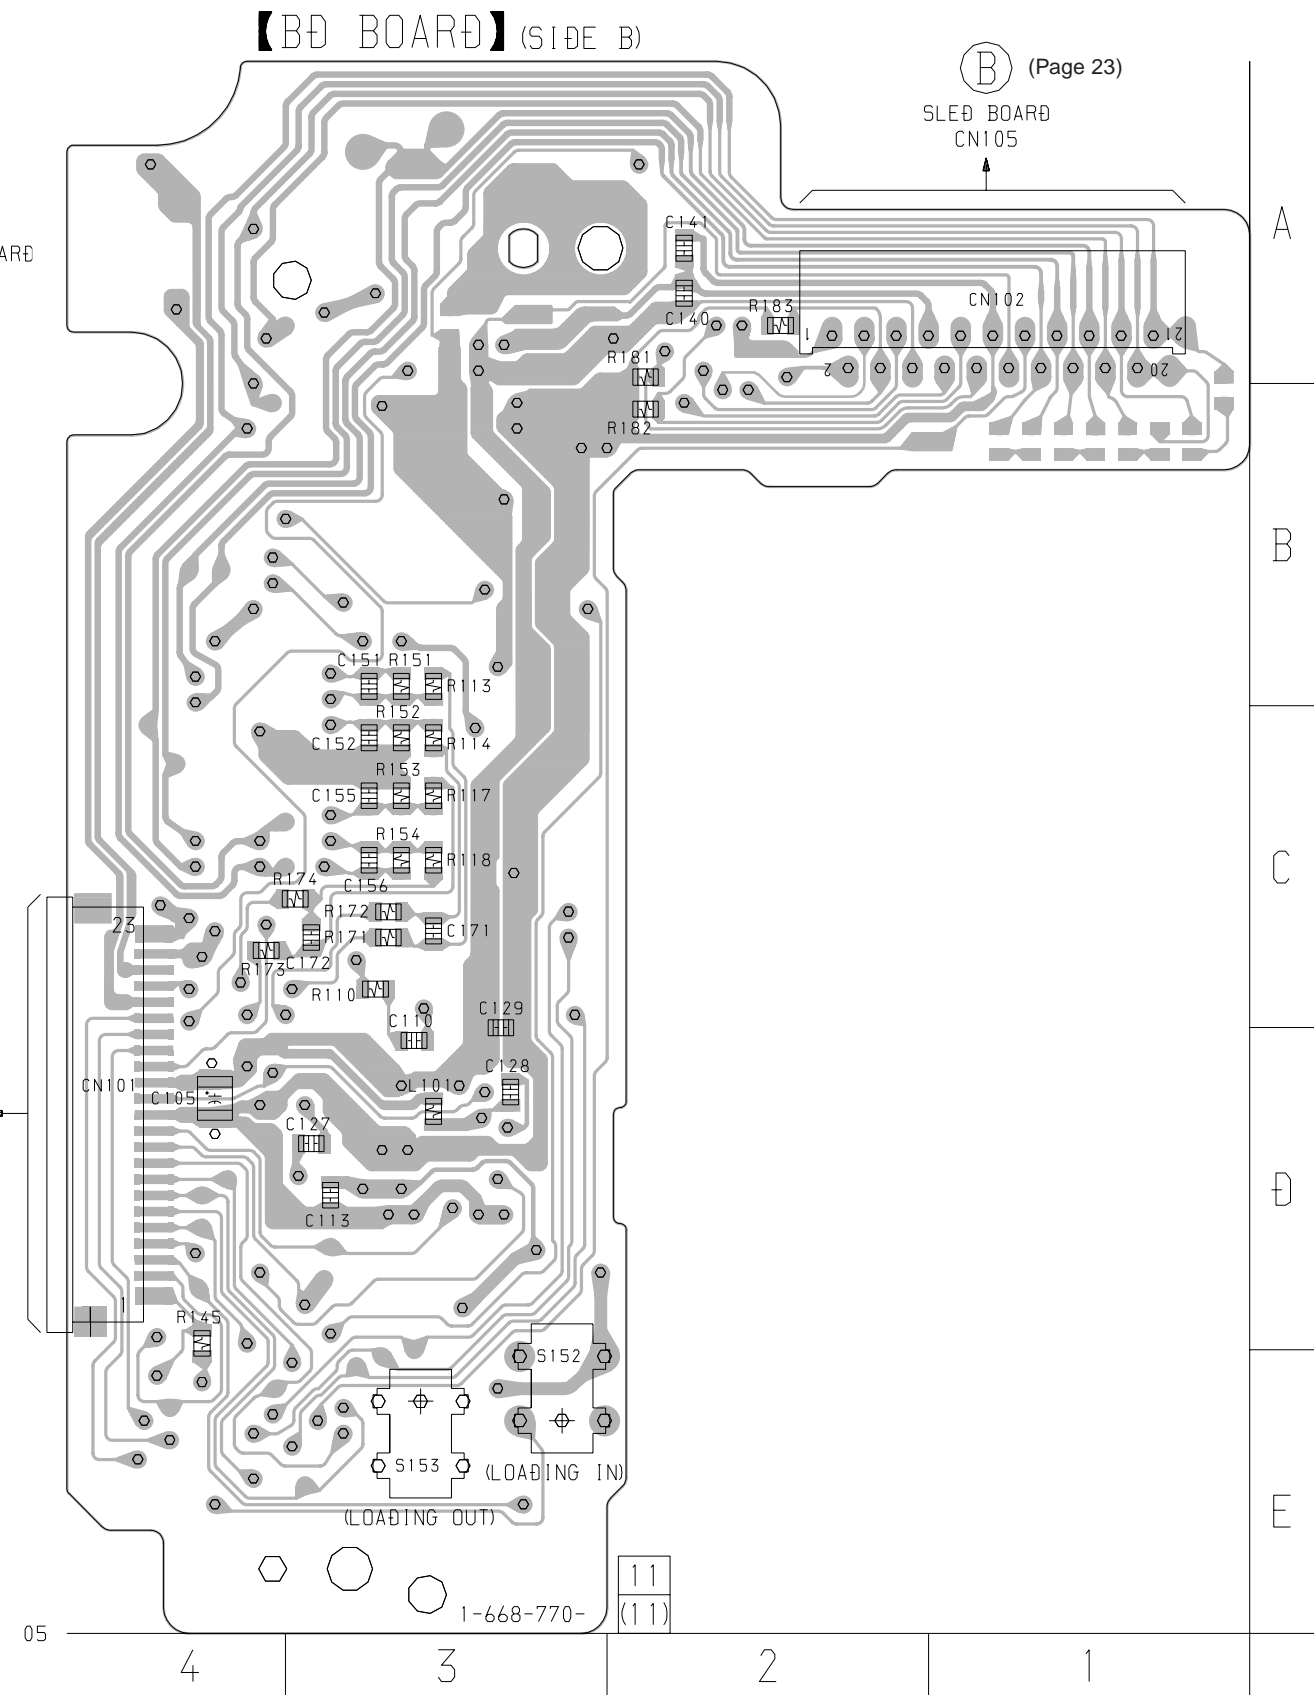 【BD BOARD】 (SIDE B)
B (Page 23)
SLED BOARD
CN105
A
C141
CN102
C140
R183
1
21
R181
2
20
R182
B
C151 R151
R113
R152
C152
R114
R153
C155
R117
R154
R118
C
R174
C156
R172
23
R171
C171
R173
C172
R110
C129
C110
C128
CN101
C105
L101
C127
D
C113
1
R145
S152
S153
(LOADING IN)
(LOADING OUT)
E
11
1-668-770-
(11)
05
4
3
2
1